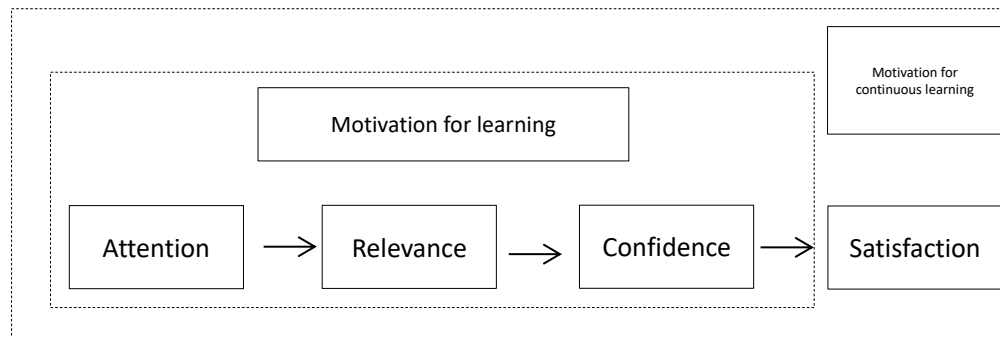 Motivation for
continuous learning
Motivation for learning
Attention
Relevance
Confidence
Satisfaction